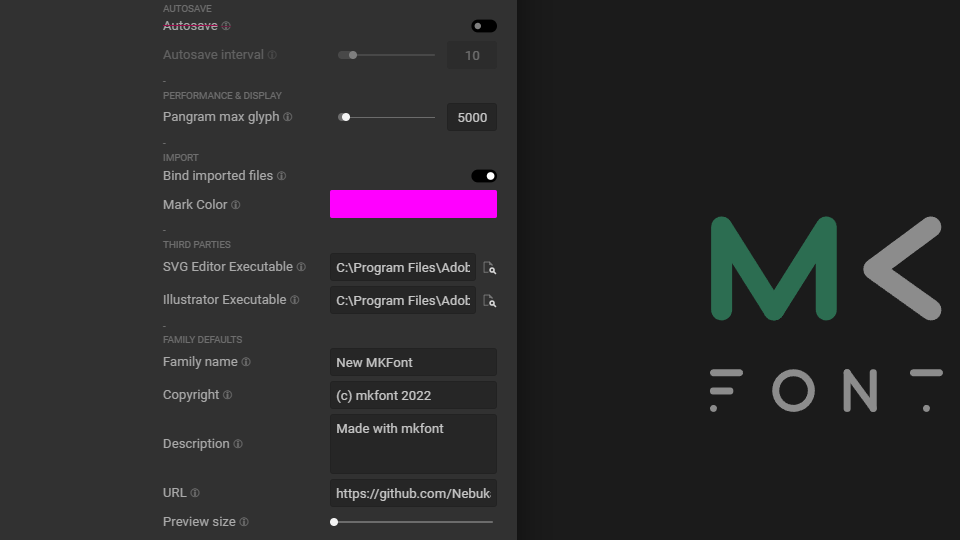 AUTOSAVE
Autosave
Autosave interval 10
-
PERFORMANCE & DISPLAY
Pangram max glyph 5000
-
IMPORT
Bind imported files
Mark Color
-
THIRD PARTIES
SVG Editor Executable C:\Program Files\Adob
Illustrator Executable C:\Program Files\Adob
-
FAMILY DEFAULTS
Family name New MKFont
Copyright (c) mkfont 2022
Description Made with mkfont
URL https://github.com/Nebuk
Preview size
MK
FONT